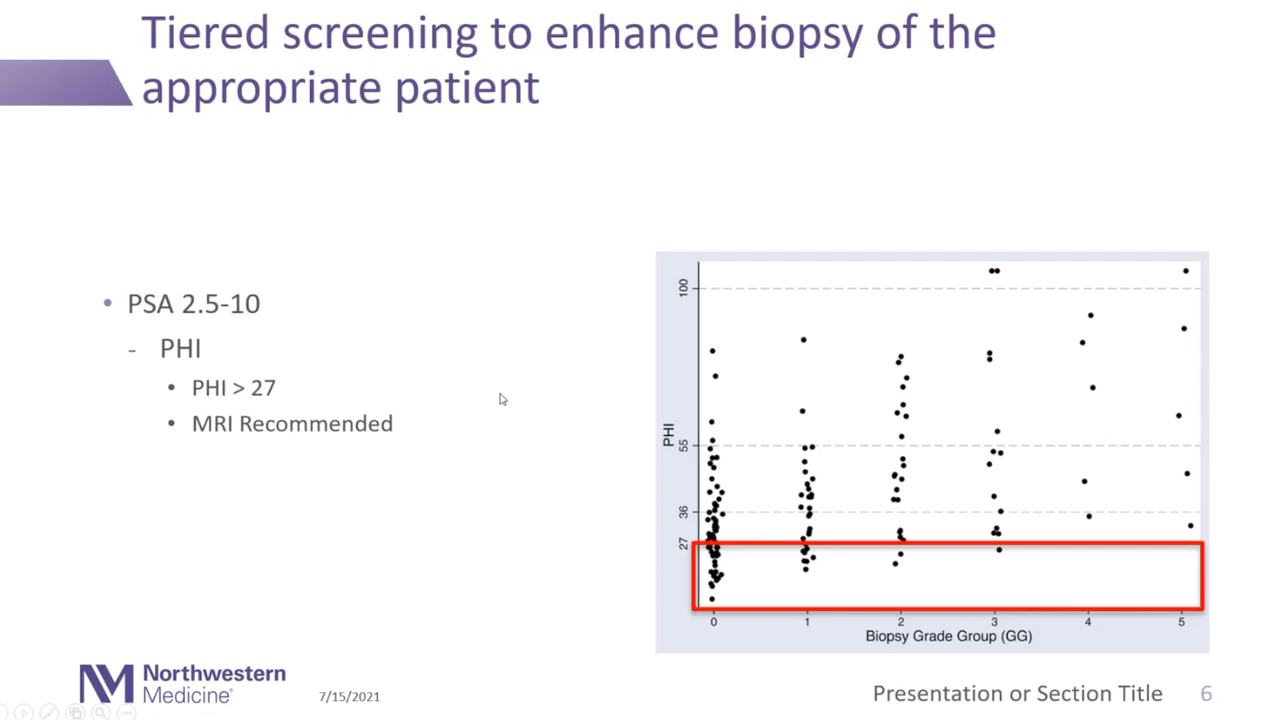 Tiered screening to enhance biopsy of the
appropriate patient
• PSA 2.5-10
- PHI
• PHI > 27
• MRI Recommended
PHI
100
55
36
27
0 1 2 3 4 5
Biopsy Grade Group (GG)
Northwestern
Medicine®
7/15/2021
Presentation or Section Title 6